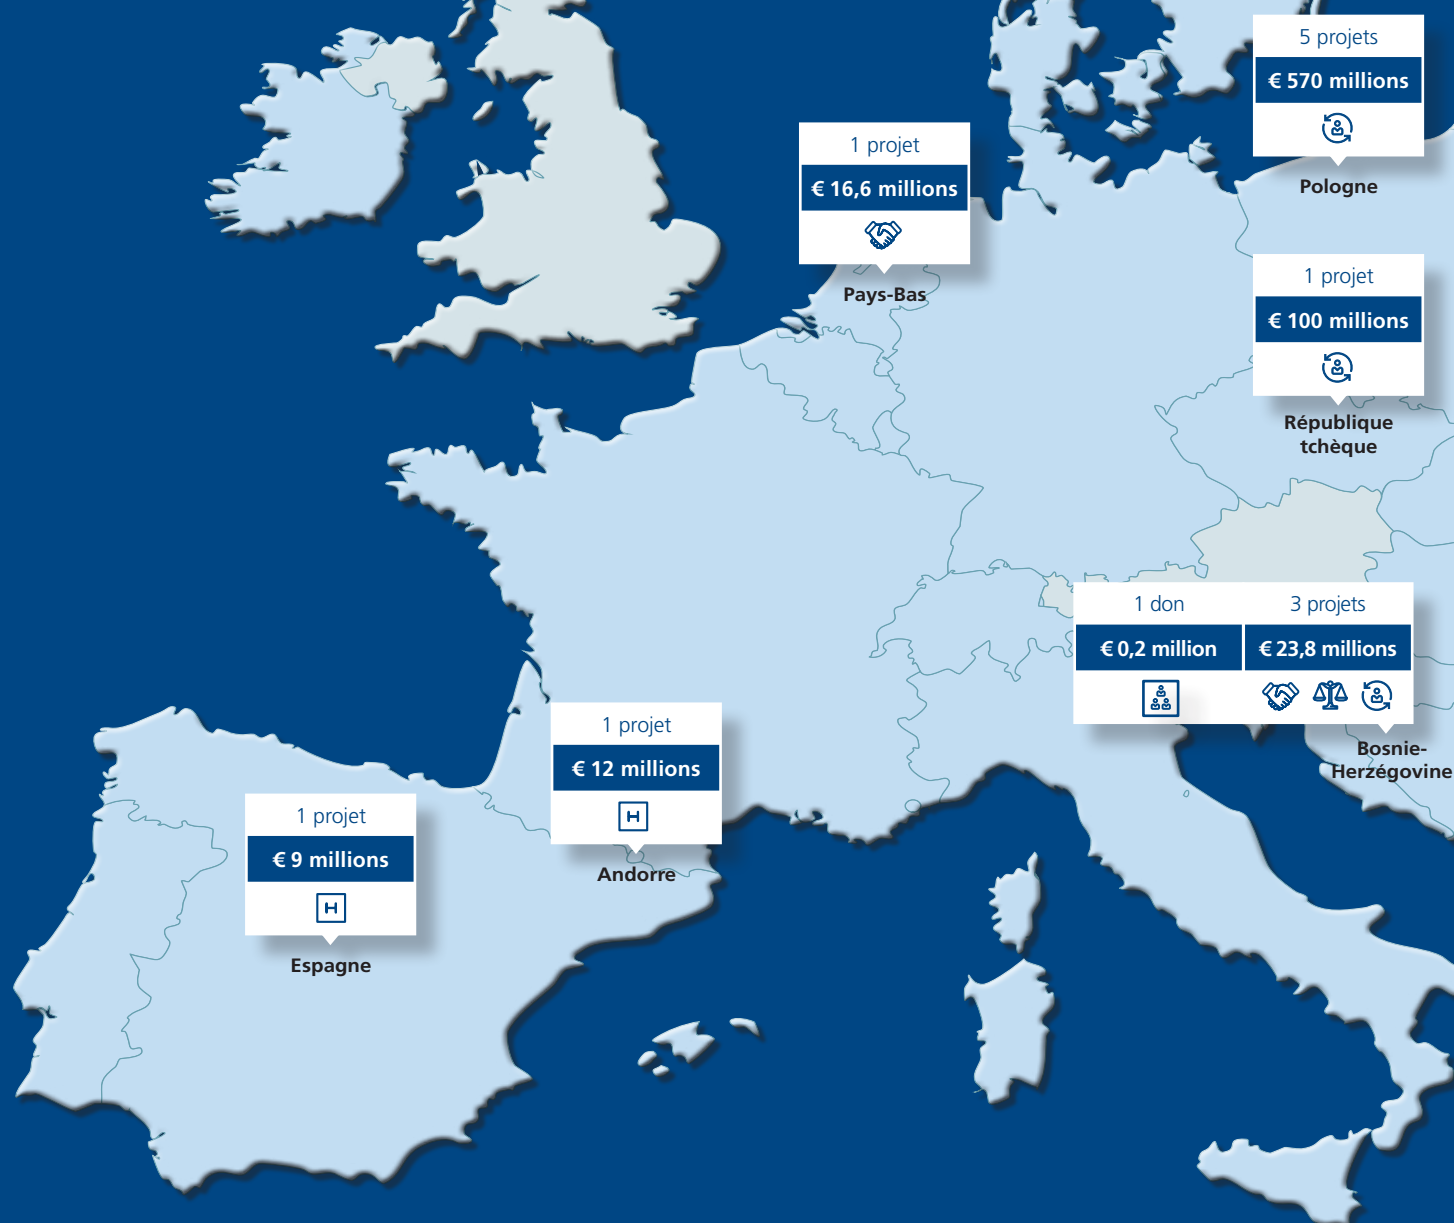 5 projets
€ 570 millions
Pologne
1 projet
€ 16,6 millions
Pays-Bas
1 projet
€ 100 millions
République
tchèque
1 don
3 projets
€ 0,2 million
€ 23,8 millions
Bosnie-
Herzégovine
1 projet
€ 12 millions
H
Andorre
1 projet
€ 9 millions
H
Espagne